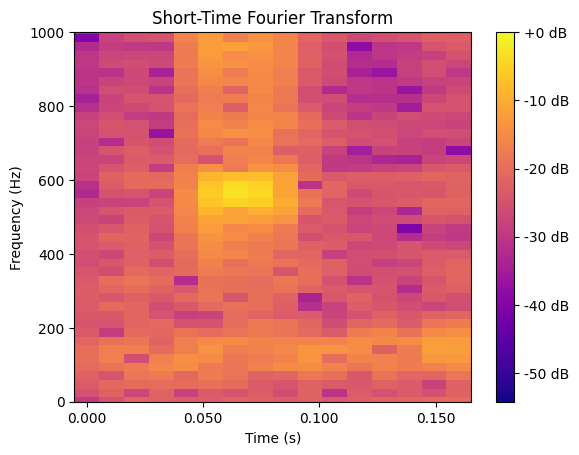 Short-Time Fourier Transform
Frequency (Hz)
1000
800
600
400
200
0
0.000
0.050
0.100
0.150
Time (s)
+0 dB
-10 dB
-20 dB
-30 dB
-40 dB
-50 dB